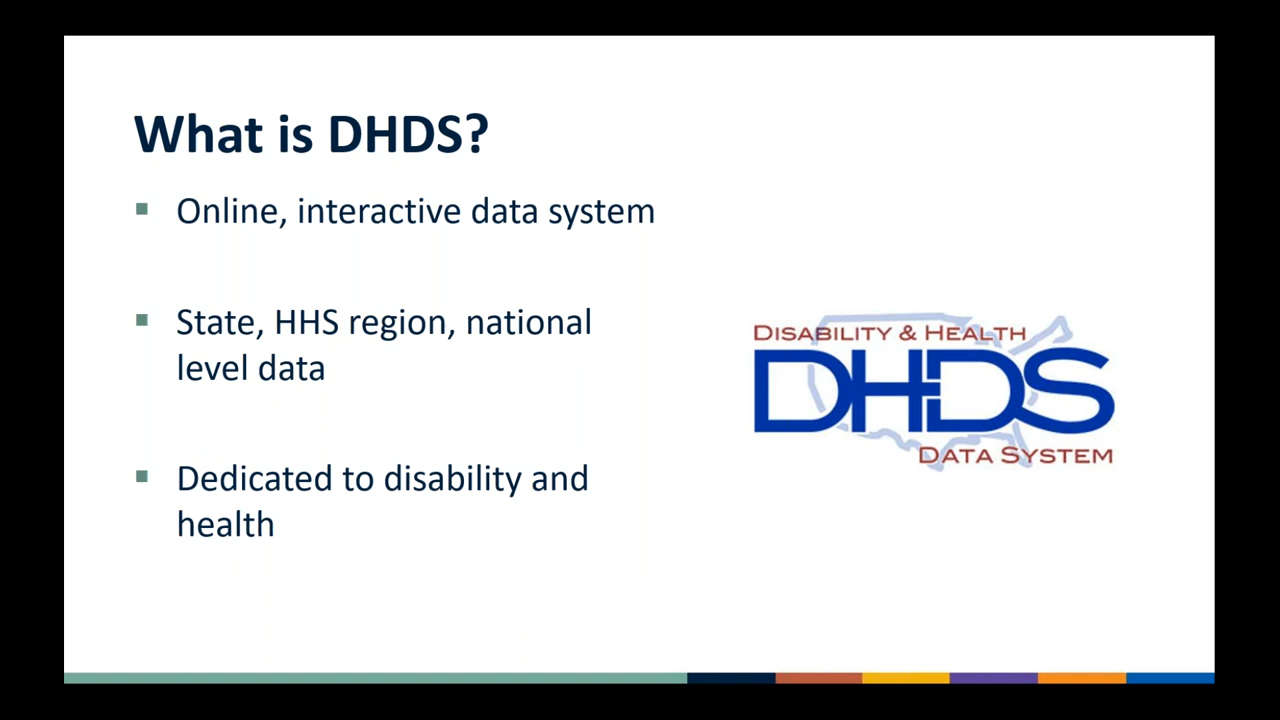 What is DHDS?
Online, interactive data system
State, HHS region, national
level data
Dedicated to disability and
health
DISABILITY & HEALTH
DHDS
DATA SYSTEM